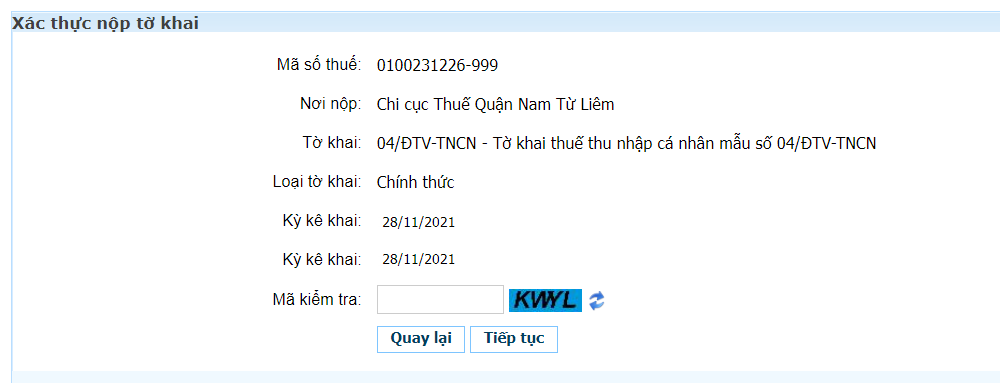 Xác thực nộp tờ khai
Mã số thuế: 0100231226-999
Nơi nộp: Chi cục Thuế Quận Nam Từ Liêm
Tờ khai: 04/ĐTV-TNCN - Tờ khai thuế thu nhập cá nhân mẫu số 04/ĐTV-TNCN
Loại tờ khai: Chính thức
Kỳ kê khai: 28/11/2021
Kỳ kê khai: 28/11/2021
Mã kiểm tra: KWYL
Quay lại Tiếp tục